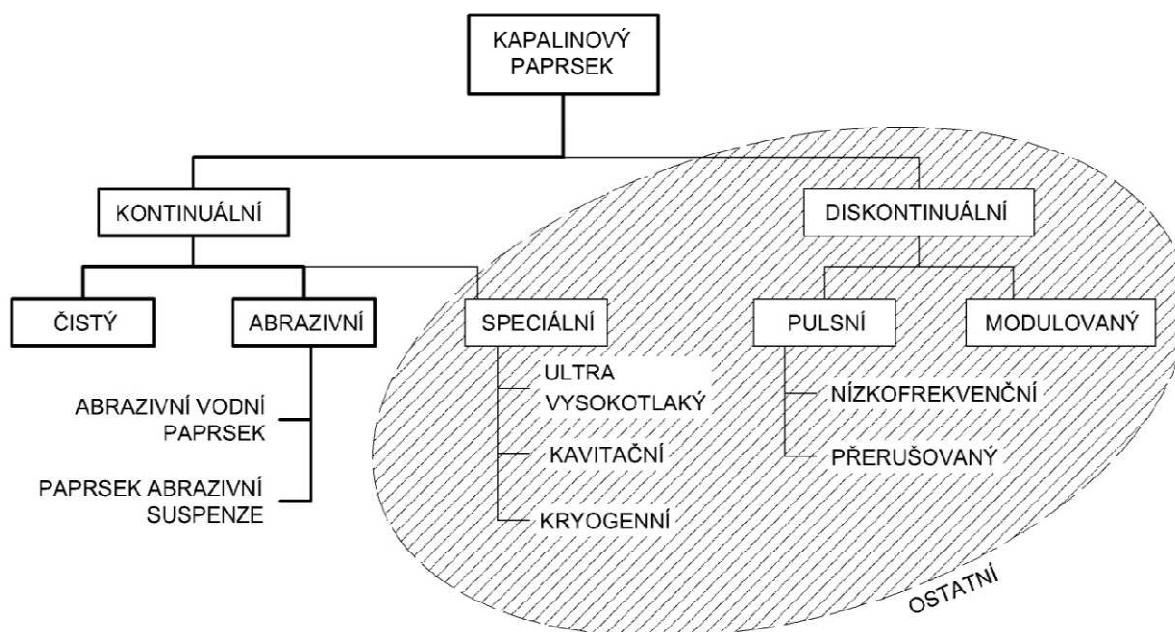 KAPALINOVÝ
PAPRSEK
KONTINUÁLNÍ
DISKONTINUÁLNÍ
ČISTÝ
ABRAZIVNÍ
SPECIÁLNÍ
PULSNÍ
MODULOVANÝ
ABRAZIVNÍ VODNÍ
PAPRSEK
PAPRSEK ABRAZIVNÍ
SUSPENZE
ULTRA
VYSOKOTLAKÝ
KAVITAČNÍ
KRYOGENNÍ
NÍZKOFREKVENČNÍ
PŘERUŠOVANÝ
OSTATNÍ